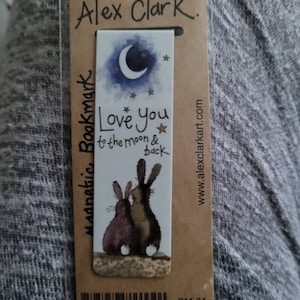 Alex Clark.
Love You
to the moon &
back
Magnetic Bookmark
www.alexclarkart.com